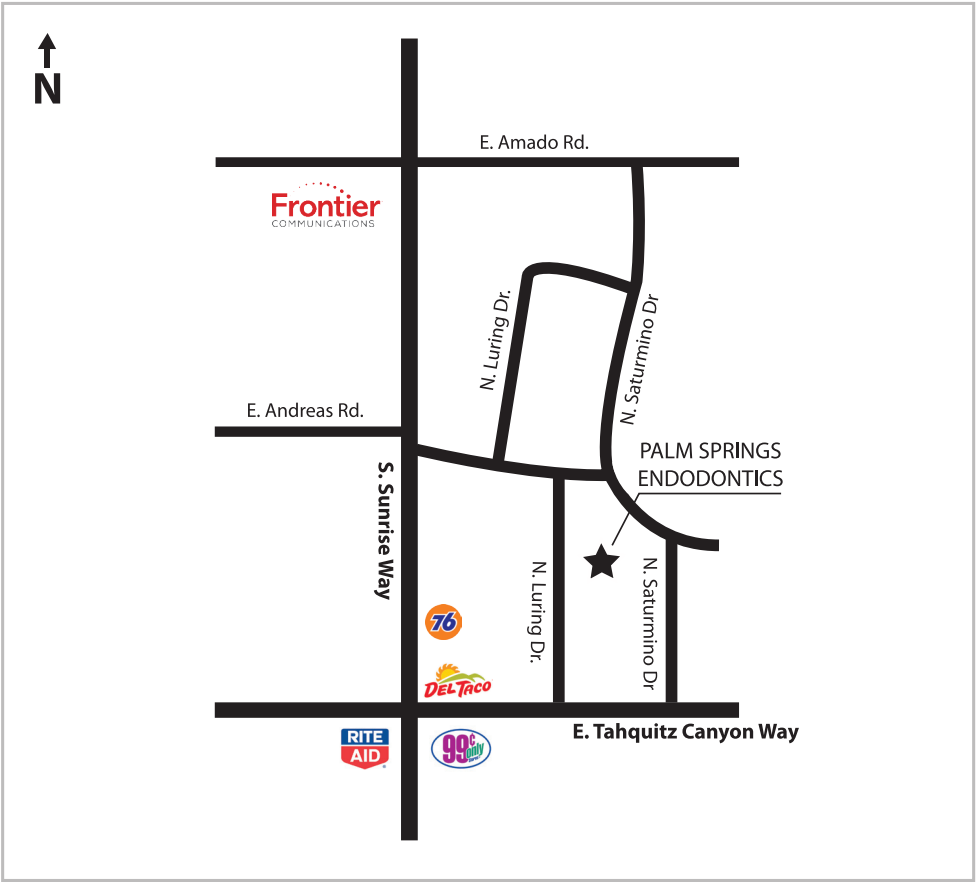 N
E. Amado Rd.
Frontier
COMMUNICATIONS
N. Luring Dr.
N. Saturmino Dr
E. Andreas Rd.
PALM SPRINGS
ENDODONTICS
S. Sunrise Way
N. Luring Dr.
N. Saturmino Dr
76
DEL TACO
E. Tahquitz Canyon Way
RITE
AID
99¢
only